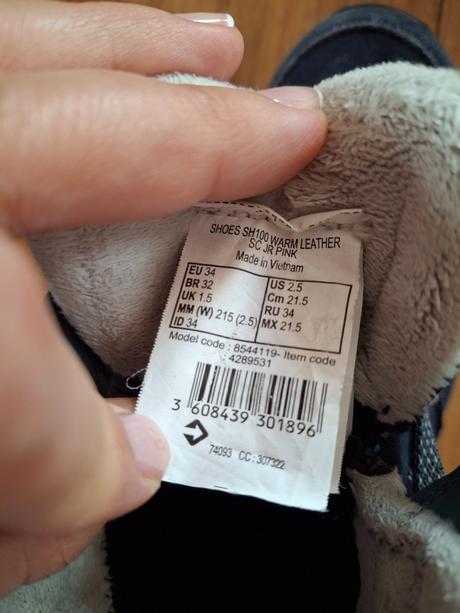 SHOES SH100 WARM LEATHER
SC JR PINK
Made in Vietnam
EU 34 US 2.5
BR 32 Cm 21.5
UK 1.5 RU 34
MM (W) 215 (2.5) MX 21.5
ID 34
Model code : 8544119- Item code
: 4289531
3 608439 301896
74093 CC : 307322